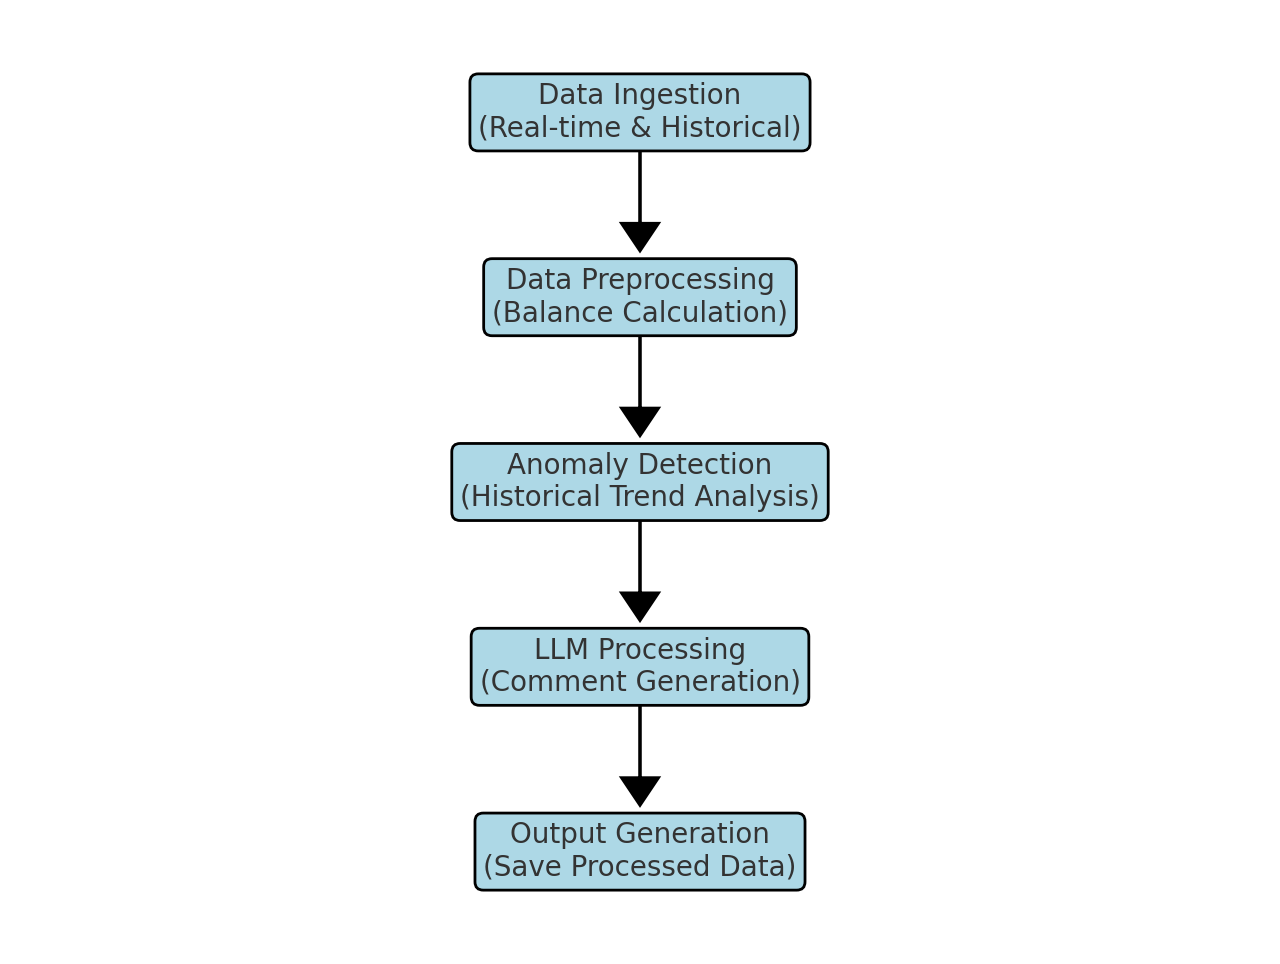 Data Ingestion
(Real-time & Historical)
Data Preprocessing
(Balance Calculation)
Anomaly Detection
(Historical Trend Analysis)
LLM Processing
(Comment Generation)
Output Generation
(Save Processed Data)